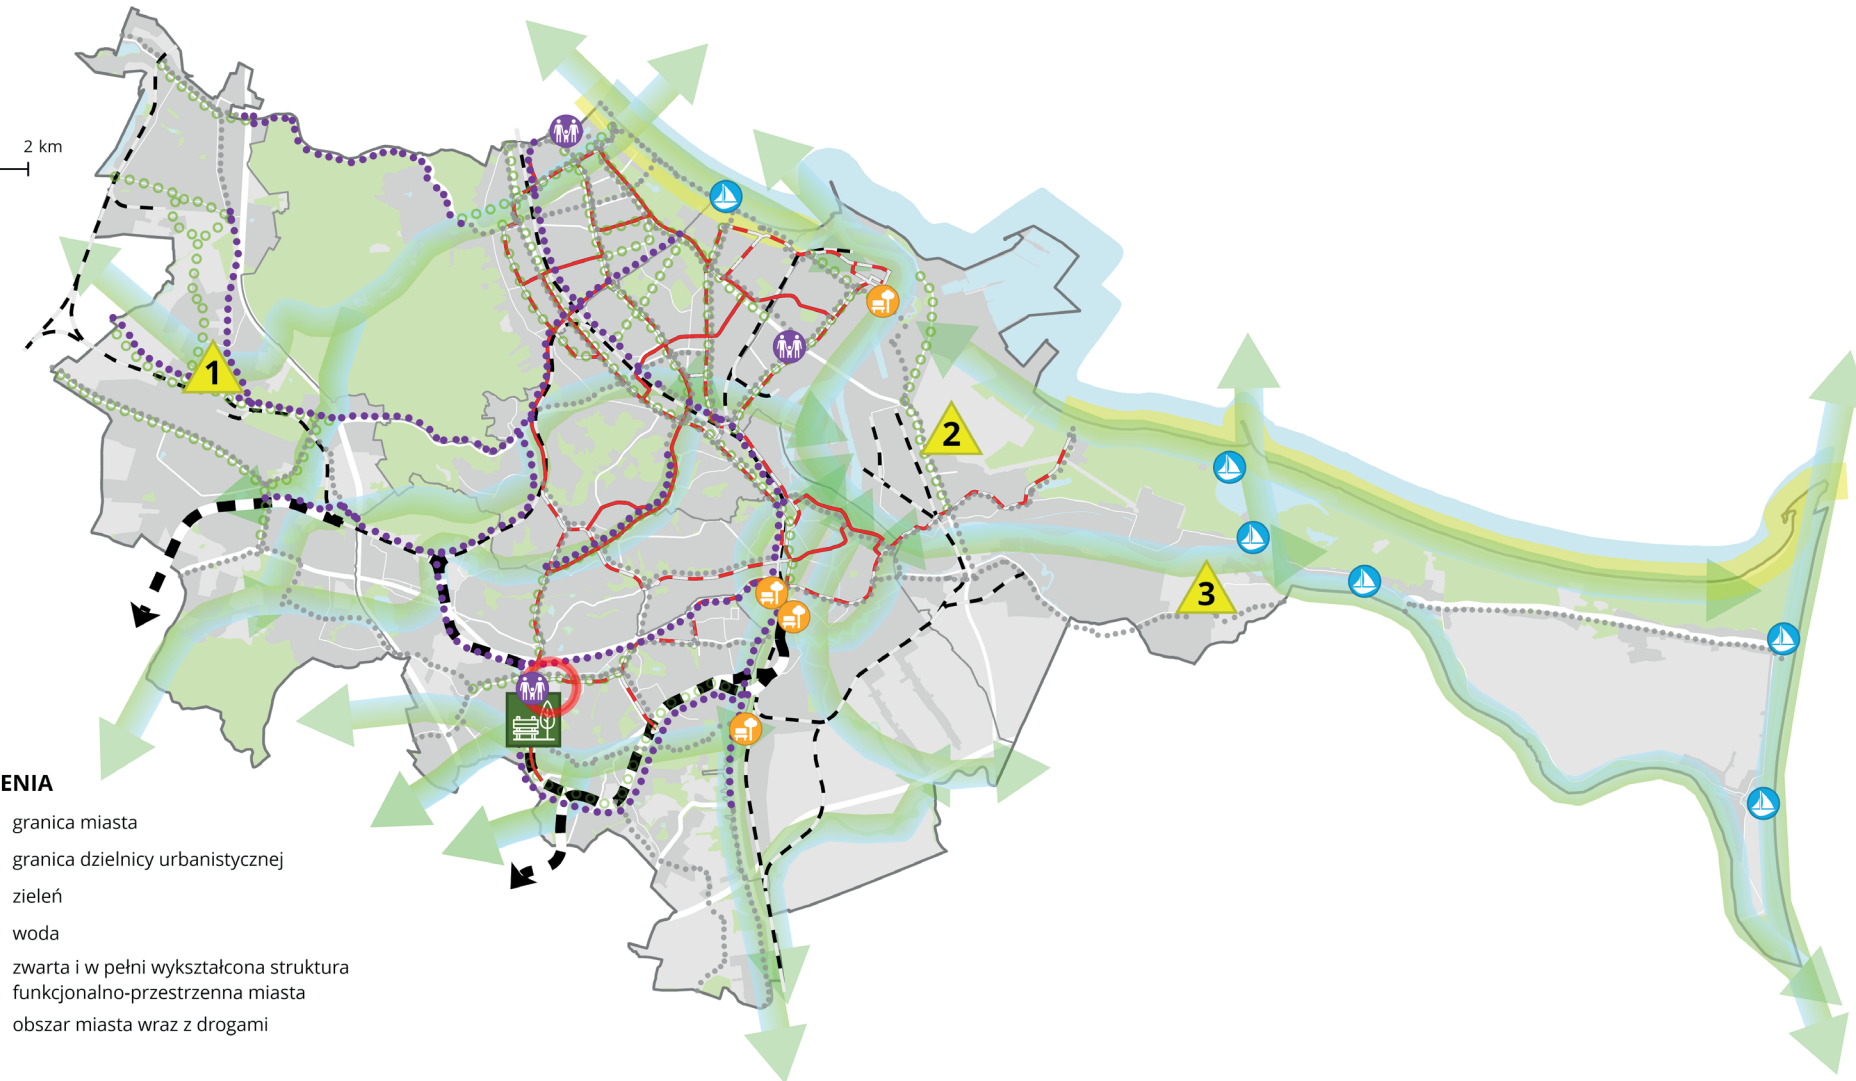 2 km
1
2
3
ENIA
granica miasta
granica dzielnicy urbanistycznej
zieleń
woda
zwarta i w pełni wykształcona struktura
funkcjonalno-przestrzenna miasta
obszar miasta wraz z drogami